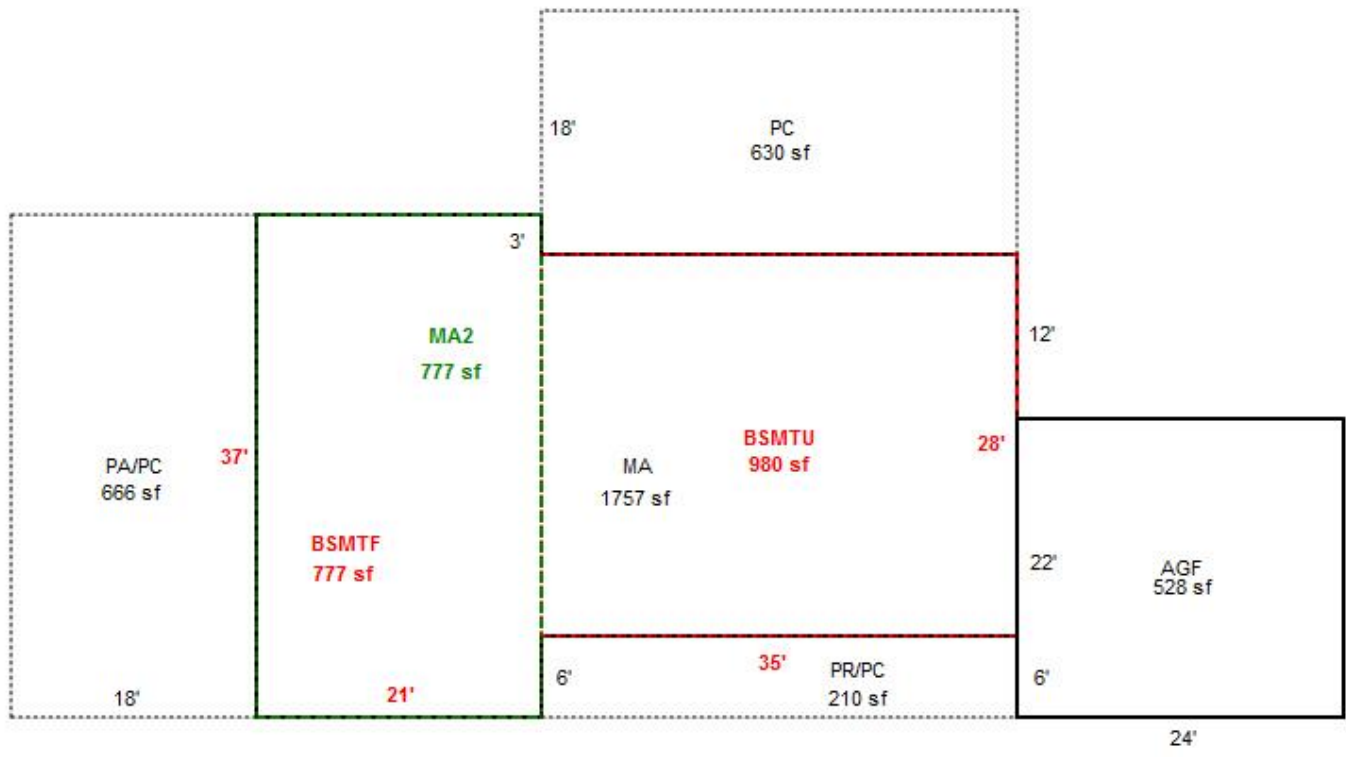 18'
PC
630 sf
3'
MA2
777 sf
12'
37'
PA/PC
666 sf
BSMTF
777 sf
MA
1757 sf
BSMTU
980 sf
28'
22'
AGF
528 sf
18'
21'
6'
35'
PR/PC
210 sf
6'
24'